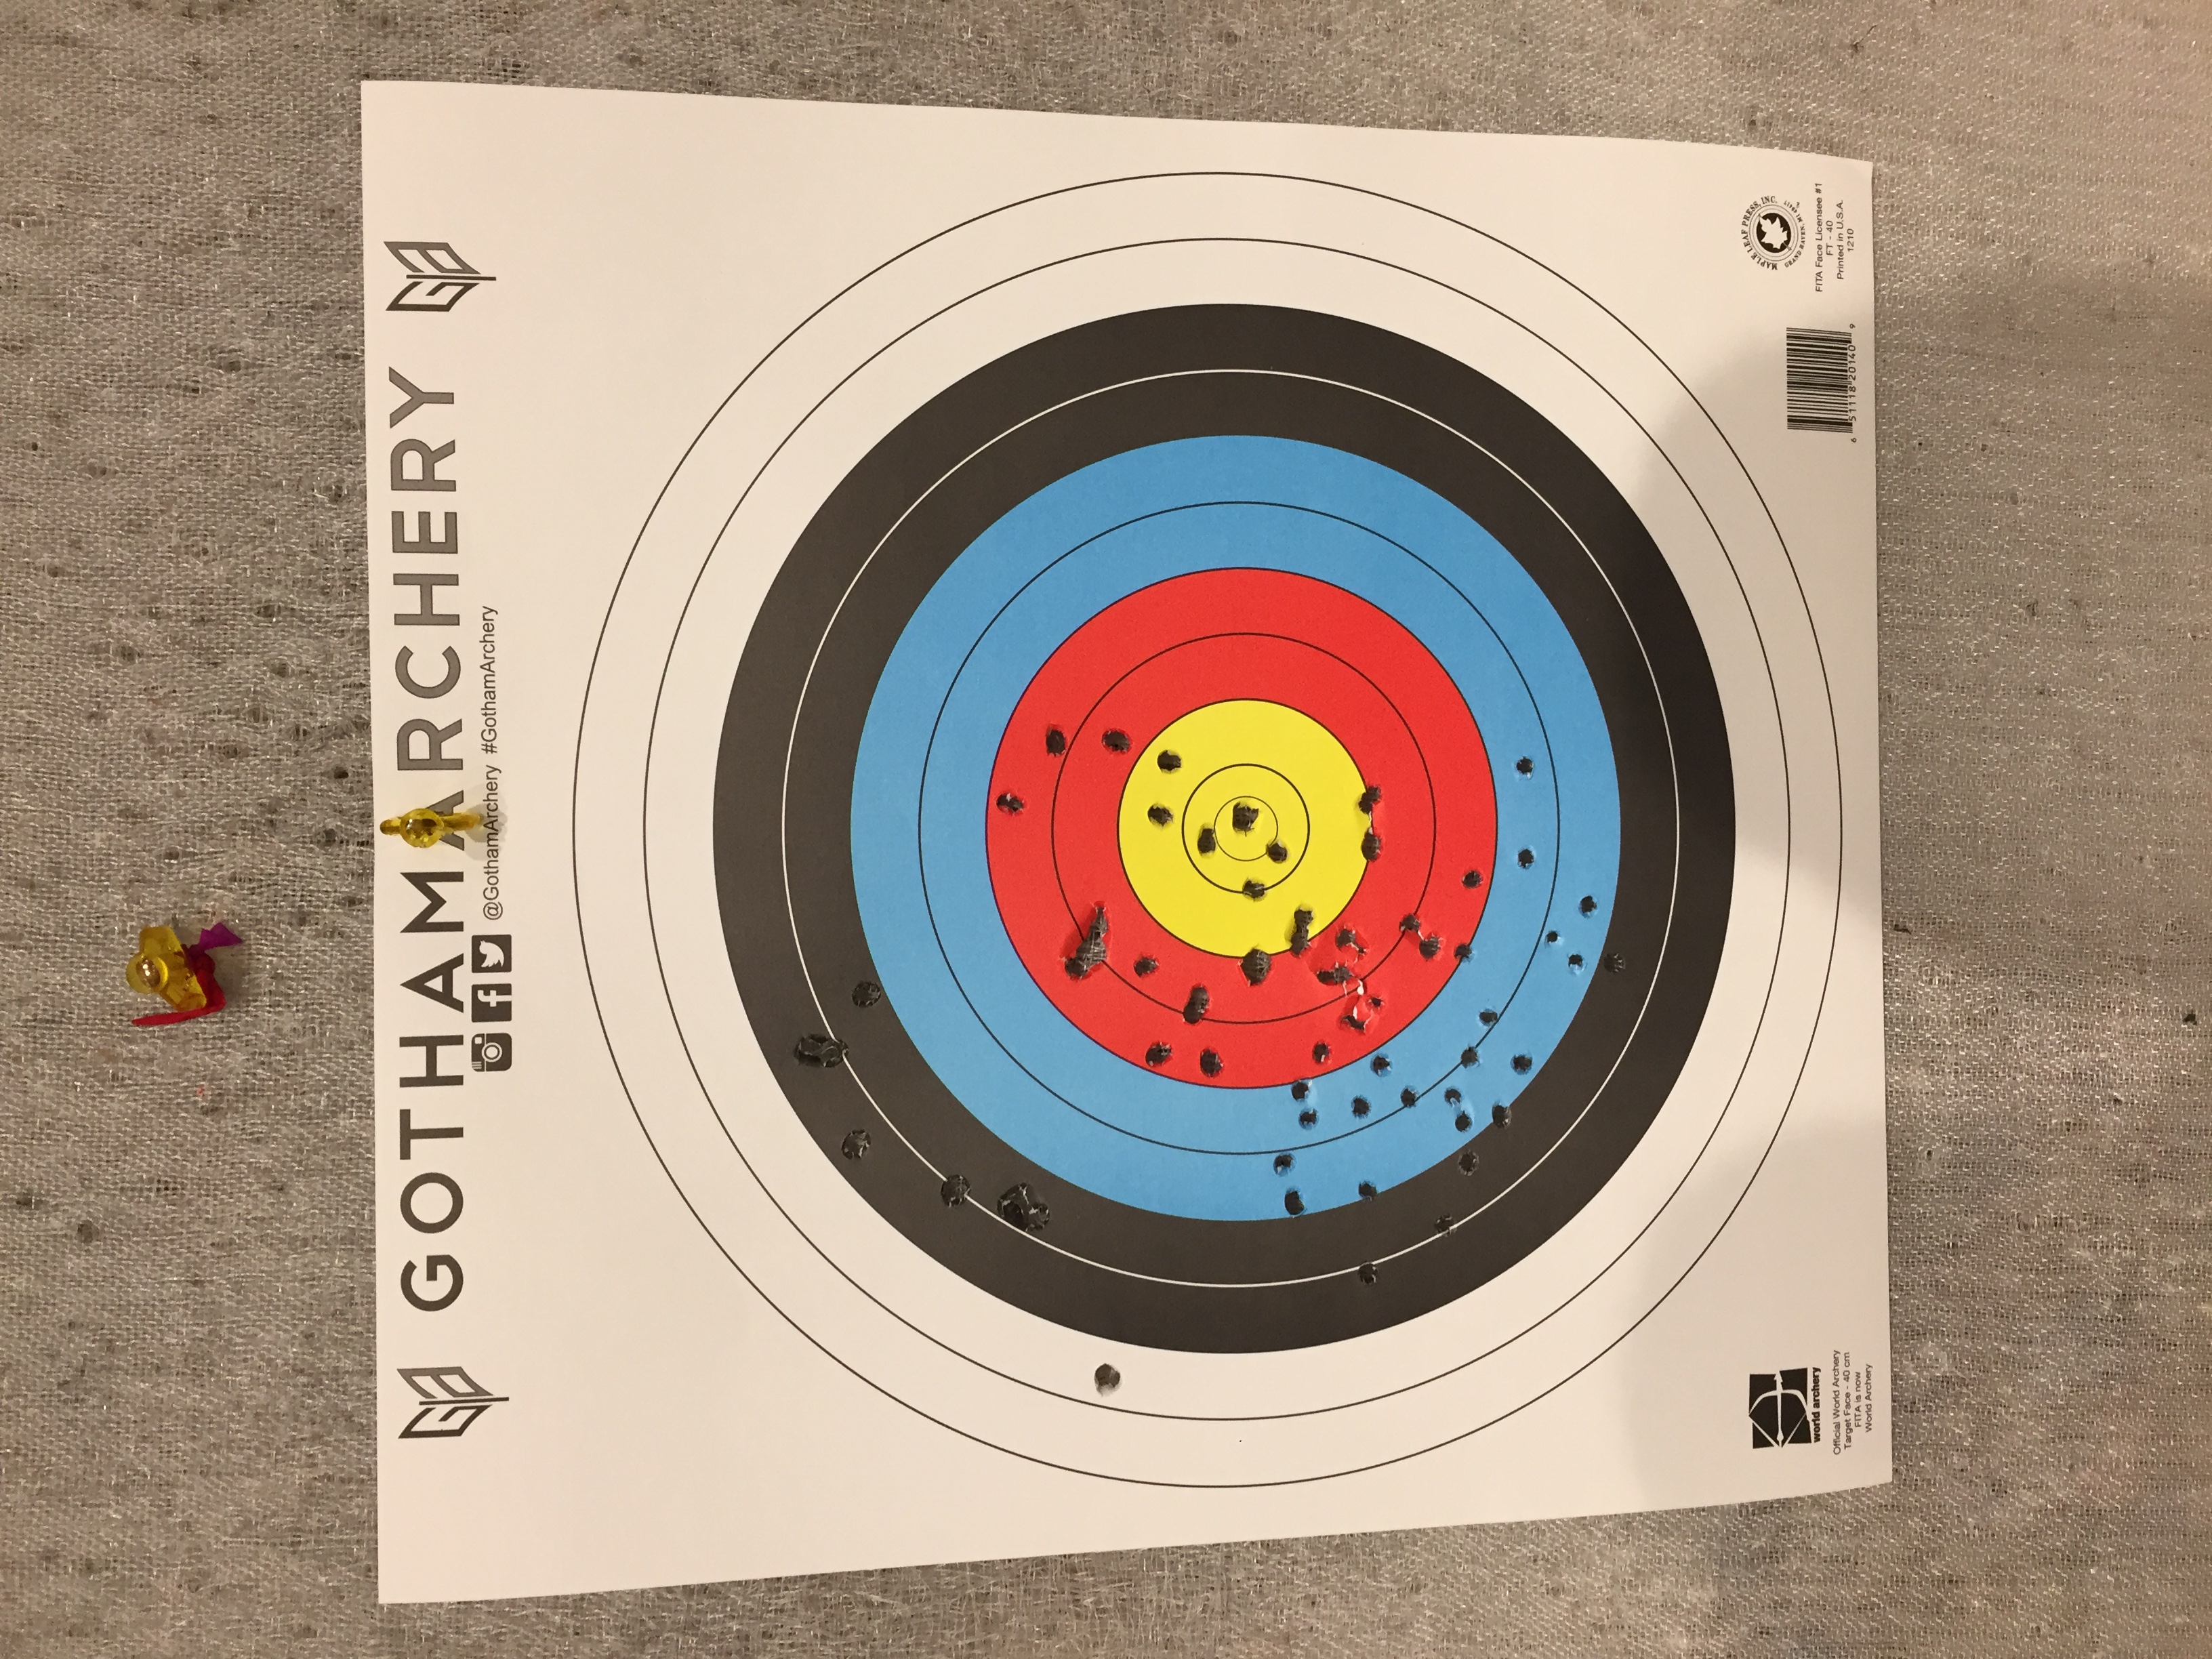 GOTHAMARCHERY
@GothamArchery #GothamArchery
world archery
Official World Archery
Target Face - 40 cm
FITA is now
World Archery
6 51118 20140 9
MAPLE LEAF PRESS, INC.
GRAND HAVEN, MI 49417
FITA Face Licensee #1
FT - 40
Printed in U.S.A.
1210